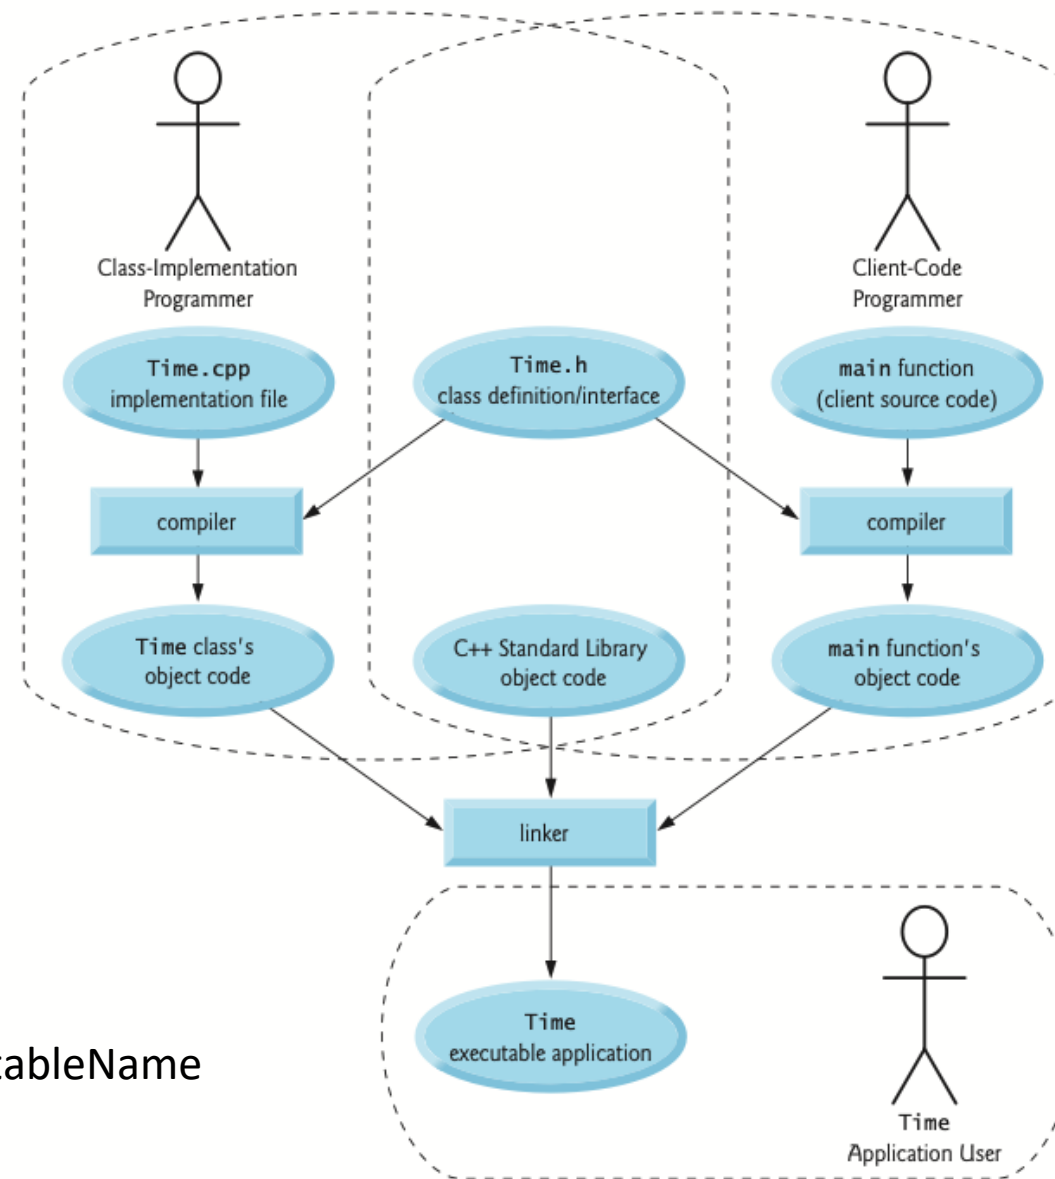 Class-Implementation
Programmer
Client-Code
Programmer
Time.cpp
implementation file
Time.h
class definition/interface
main function
(client source code)
compiler
compiler
Time class's
object code
C++ Standard Library
object code
main function's
object code
linker
Time
executable application
tableName
Time
Application User